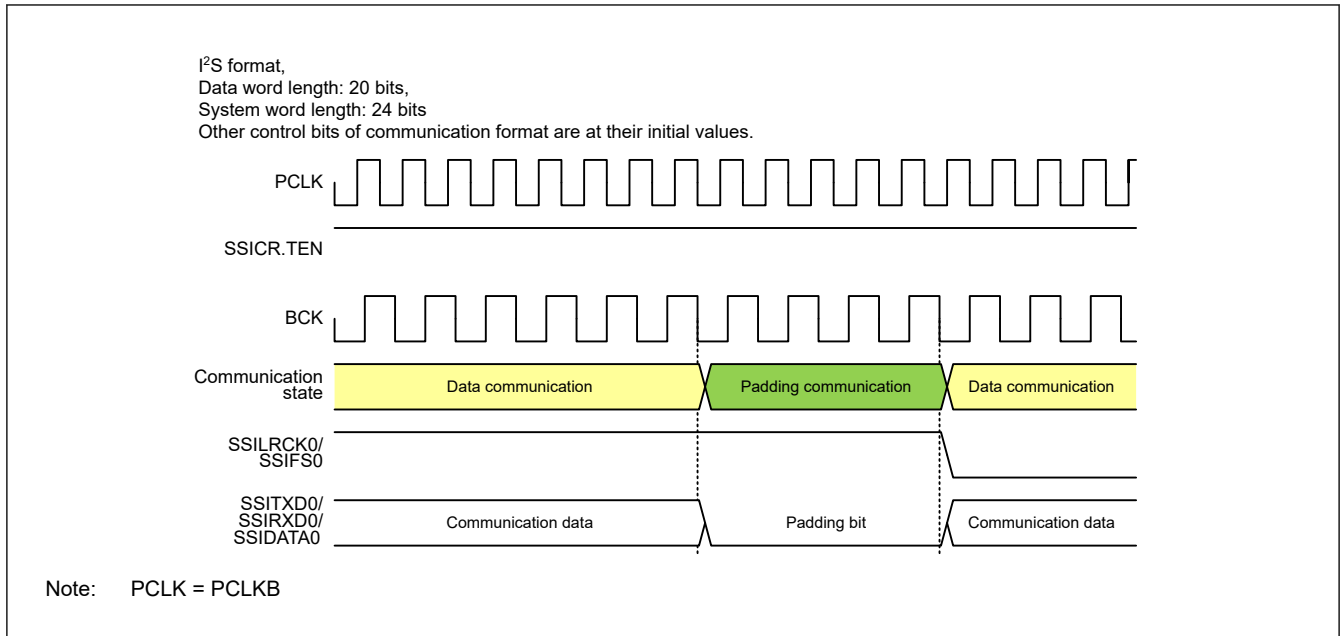 I²S format,
Data word length: 20 bits,
System word length: 24 bits
Other control bits of communication format are at their initial values.
PCLK
SSICR.TEN
BCK
Communication state
Data communication
Padding communication
Data communication
SSILRCK0/
SSIFS0
SSITXD0/
SSIRXD0/
SSIDATA0
Communication data
Padding bit
Communication data
Note: PCLK = PCLKB